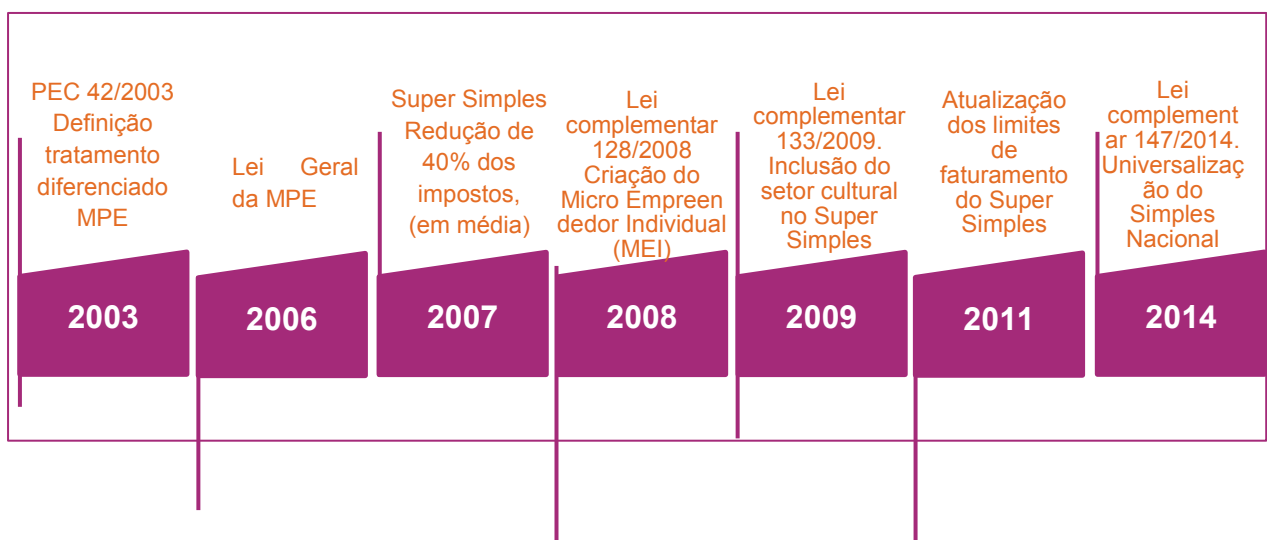 PEC 42/2003
Definição
tratamento
diferenciado
MPE
2003
Lei Geral
da MPE
2006
Super Simples
Redução de
40% dos
impostos,
(em média)
2007
Lei
complementar
128/2008
Criação do
Micro Empreen
dedor Individual
(MEI)
2008
Lei
complementar
133/2009.
Inclusão do
setor cultural
no Super
Simples
2009
Atualização
dos limites
de
faturamento
do Super
Simples
2011
Lei
complement
ar 147/2014.
Universalizaç
ão do
Simples
Nacional
2014